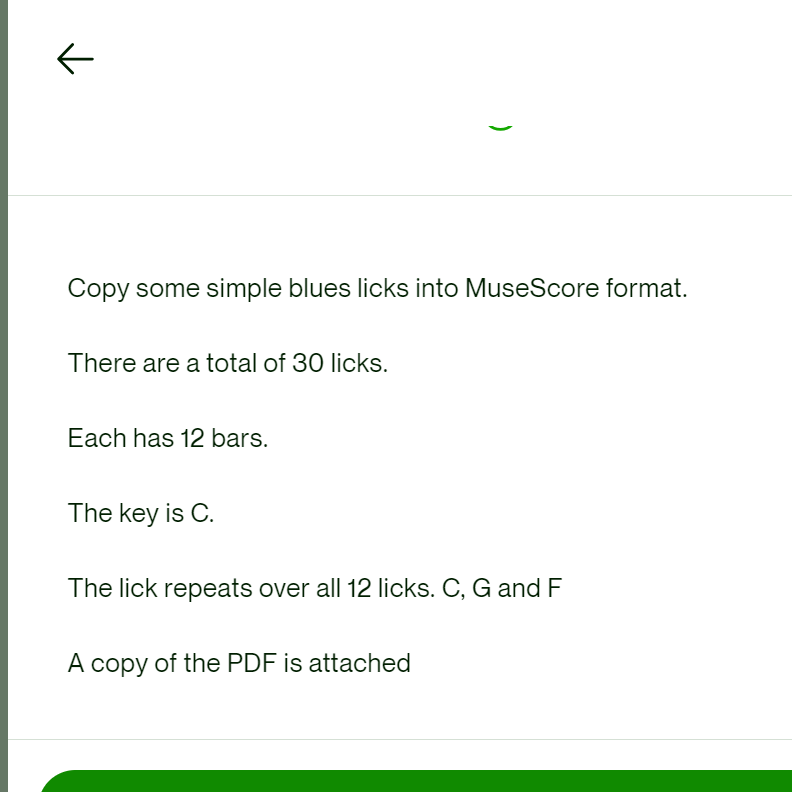 Copy some simple blues licks into MuseScore format.
There are a total of 30 licks.
Each has 12 bars.
The key is C.
The lick repeats over all 12 licks. C, G and F
A copy of the PDF is attached